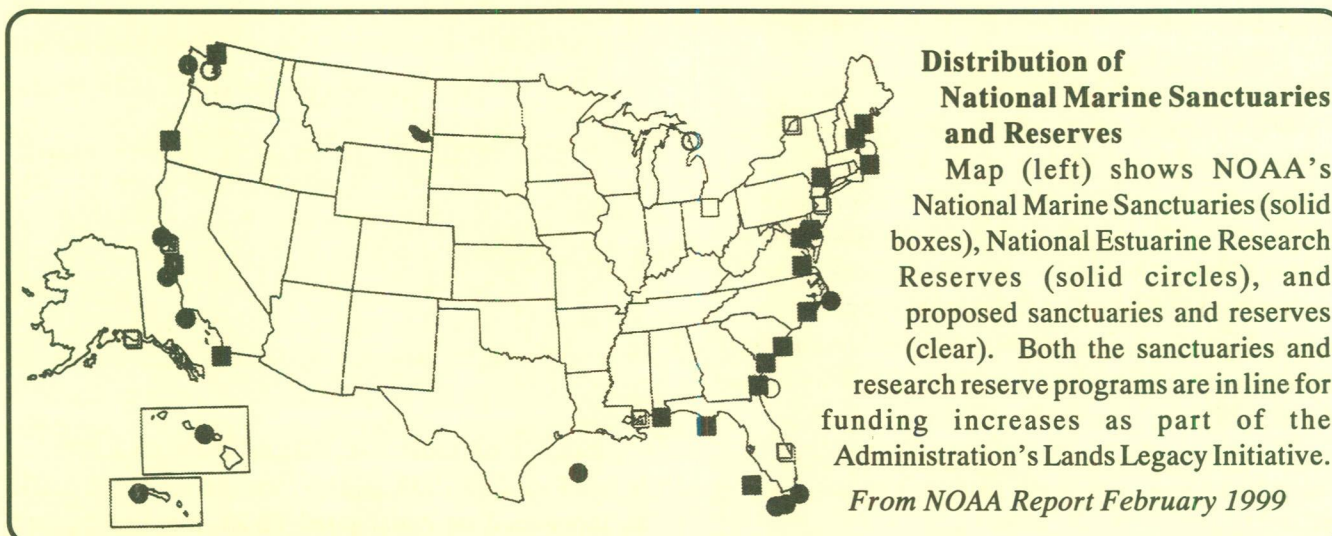 Distribution of
National Marine Sanctuaries
and Reserves
Map (left) shows NOAA's
National Marine Sanctuaries (solid
boxes), National Estuarine Research
Reserves (solid circles), and
proposed sanctuaries and reserves
(clear). Both the sanctuaries and
research reserve programs are in line for
funding increases as part of the
Administration's Lands Legacy Initiative.
From NOAA Report February 1999